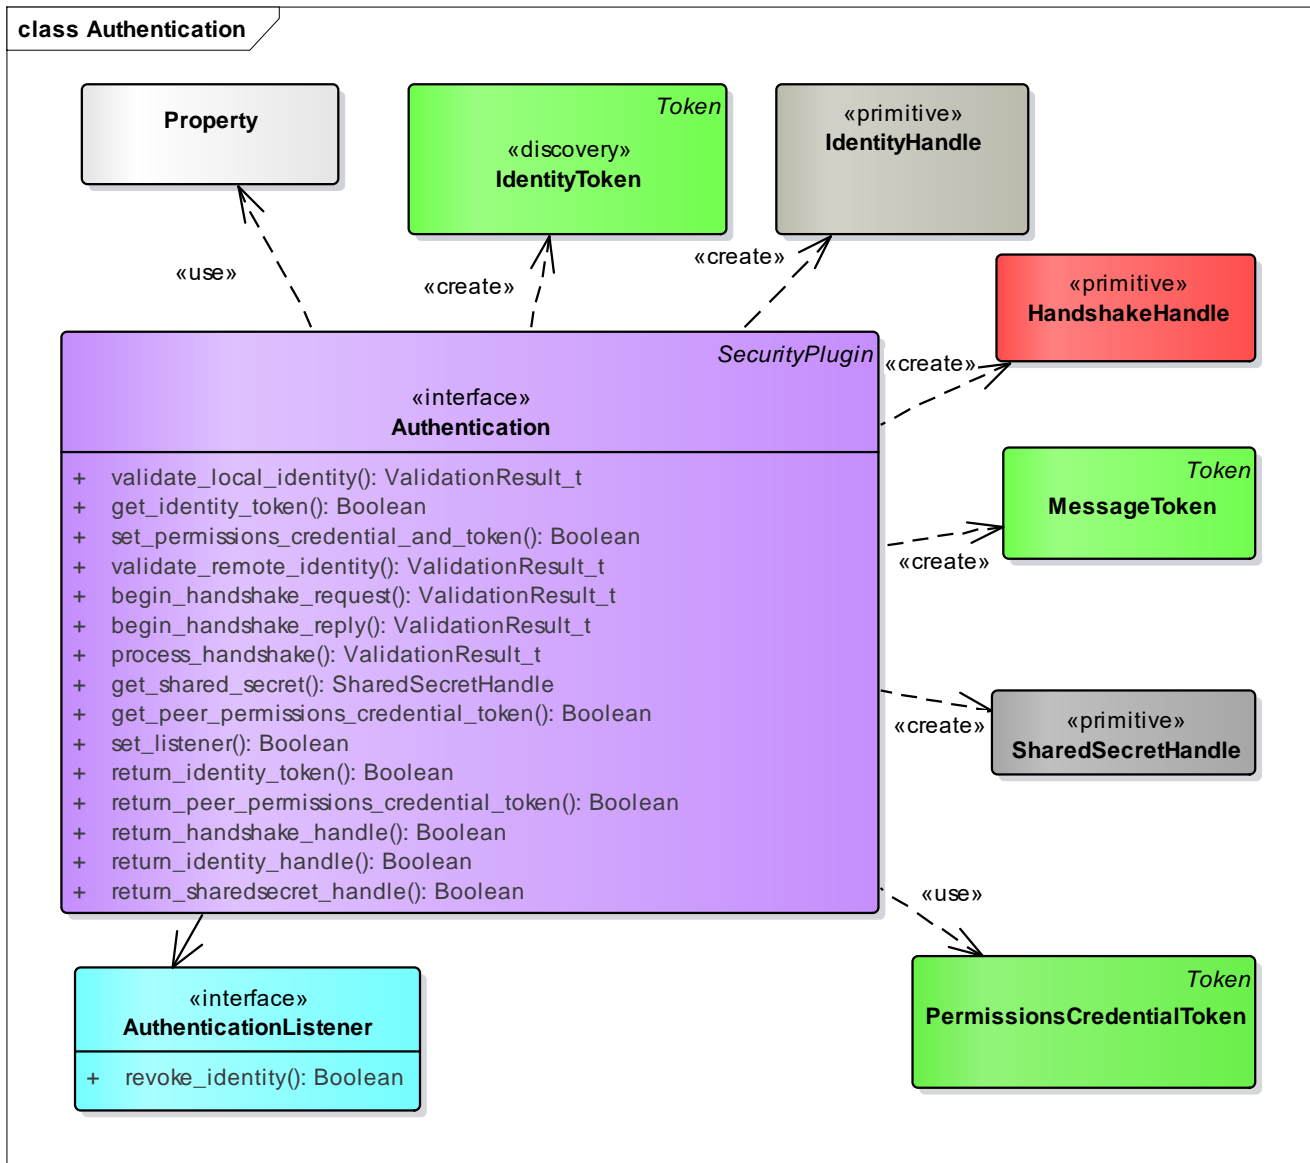 class Authentication
Property
Token
«discovery»
IdentityToken
«primitive»
IdentityHandle
«use»
«create»
«create»
«primitive»
HandshakeHandle
«create»
SecurityPlugin
«interface»
Authentication
+ validate_local_identity(): ValidationResult_t
+ get_identity_token(): Boolean
+ set_permissions_credential_and_token(): Boolean
+ validate_remote_identity(): ValidationResult_t
+ begin_handshake_request(): ValidationResult_t
+ begin_handshake_reply(): ValidationResult_t
+ process_handshake(): ValidationResult_t
+ get_shared_secret(): SharedSecretHandle
+ get_peer_permissions_credential_token(): Boolean
+ set_listener(): Boolean
+ return_identity_token(): Boolean
+ return_peer_permissions_credential_token(): Boolean
+ return_handshake_handle(): Boolean
+ return_identity_handle(): Boolean
+ return_sharedsecret_handle(): Boolean
Token
MessageToken
«create»
«primitive»
SharedSecretHandle
«create»
«use»
Token
PermissionsCredentialToken
«interface»
AuthenticationListener
+ revoke_identity(): Boolean